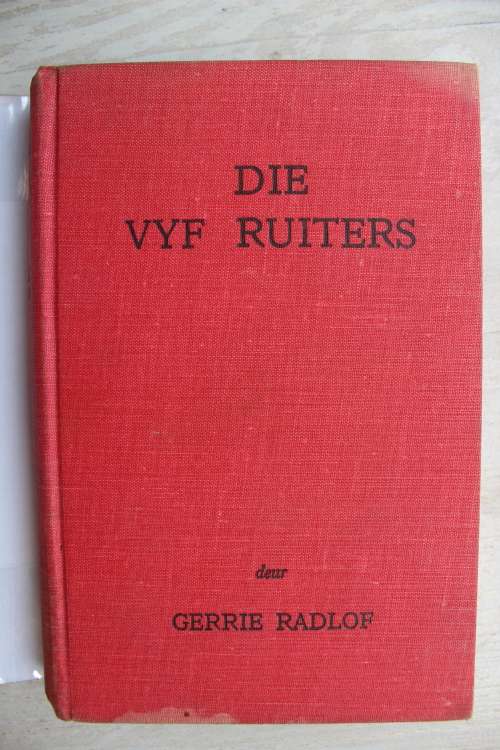 DIE
VYF RUITERS
deur
GERRIE RADLOF